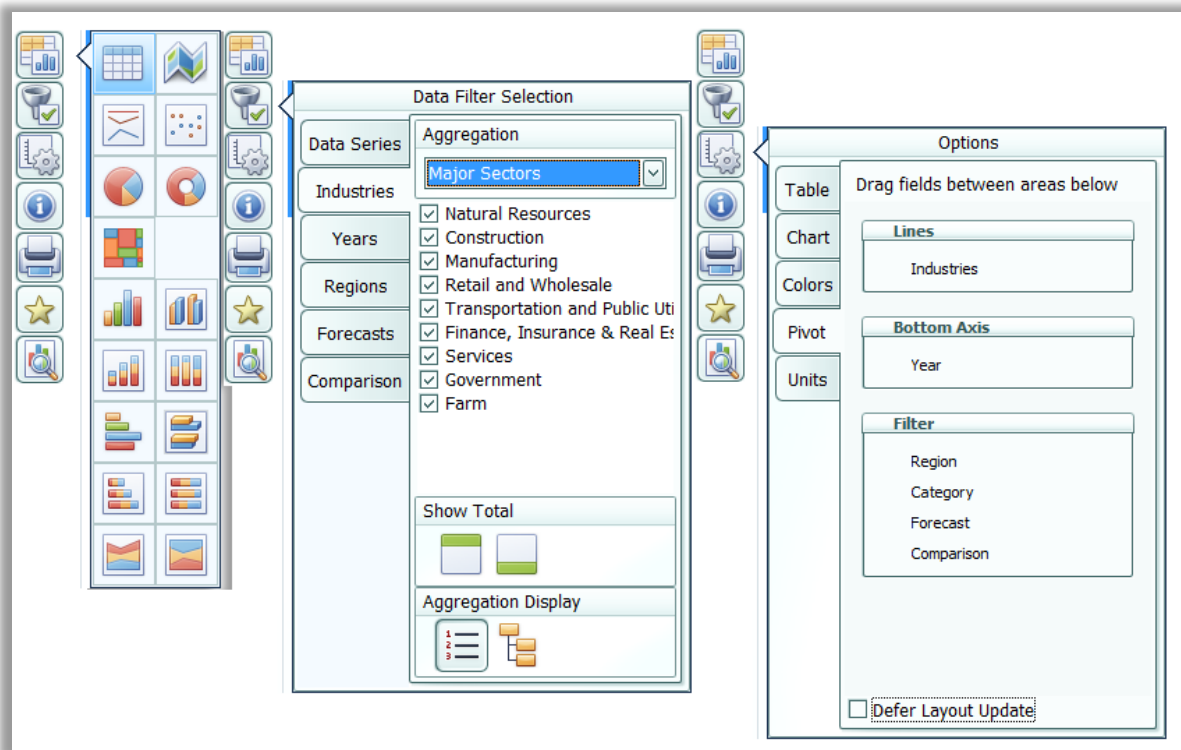 Data Filter Selection
Data Series
Industries
Years
Regions
Forecasts
Comparison
Aggregation
Major Sectors
Natural Resources
Construction
Manufacturing
Retail and Wholesale
Transportation and Public Uti
Finance, Insurance & Real Es
Services
Government
Farm
Show Total
Aggregation Display
1
2
3
Options
Table
Chart
Colors
Pivot
Units
Drag fields between areas below
Lines
Industries
Bottom Axis
Year
Filter
Region
Category
Forecast
Comparison
Defer Layout Update